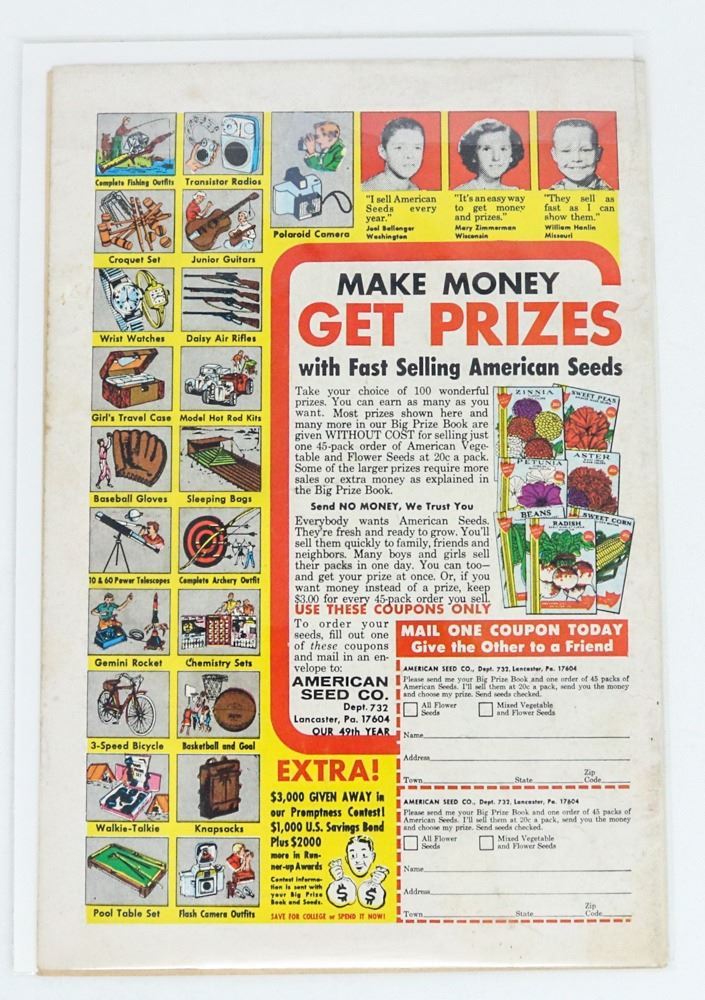 Complete Fishing Outfits
Transistor Radios
Polaroid Camera
"I sell American
Seeds every
year."
Joel Bellenger
Washington
"It's an easy way
to get money
and prizes."
Mary Zimmerman
Wisconsin
"They sell as
fast as I can
show them."
William Hanlin
Missouri
Croquet Set
Junior Guitars
Wrist Watches
Daisy Air Rifles
Girl's Travel Case
Model Hot Rod Kits
Baseball Gloves
Sleeping Bags
10 & 60 Power Telescopes
Complete Archery Outfit
Gemini Rocket
Chemistry Sets
3-Speed Bicycle
Basketball and Goal
Walkie-Talkie
Knapsacks
Pool Table Set
Flash Camera Outfits
MAKE MONEY
GET PRIZES
with Fast Selling American Seeds
Take your choice of 100 wonderful
prizes. You can earn as many as you
want. Most prizes shown here and
many more in our Big Prize Book are
given WITHOUT COST for selling just
one 45-pack order of American Vege-
table and Flower Seeds at 20c a pack.
Some of the larger prizes require more
sales or extra money as explained in
the Big Prize Book.
Send NO MONEY, We Trust You
Everybody wants American Seeds.
They're fresh and ready to grow. You'll
sell them quickly to family, friends and
neighbors. Many boys and girls sell
their packs in one day. You can too—
and get your prize at once. Or, if you
want money instead of a prize, keep
$3.00 for every 45-pack order you sell.
ZINNIA
SWEET PEAS
PETUNIA
ASTER
BEANS
RADISH
SWEET CORN
USE THESE COUPONS ONLY
To order your
seeds, fill out one
of these coupons
and mail in an en-
velope to:
AMERICAN
SEED CO.
Dept. 732
Lancaster, Pa. 17604
OUR 49th YEAR
EXTRA!
$3,000 GIVEN AWAY in
our Promptness Contest!
$1,000 U.S. Savings Bond
Plus $2000
more in Run-
ner-up Awards
Contest informa-
tion is sent with
your Big Prize
Book and Seeds.
$ $
SAVE FOR COLLEGE or SPEND IT NOW!
MAIL ONE COUPON TODAY
Give the Other to a Friend
AMERICAN SEED CO., Dept. 732, Lancaster, Pa. 17604
Please send me your Big Prize Book and one order of 45 packs of
American Seeds. I'll sell them at 20c a pack, send you the money
and choose my prize. Send seeds checked.
All Flower
Seeds
Mixed Vegetable
and Flower Seeds
Name
Address
Town State Zip Code
AMERICAN SEED CO., Dept. 732, Lancaster, Pa. 17604
Please send me your Big Prize Book and one order of 45 packs of
American Seeds. I'll sell them at 20c a pack, send you the money
and choose my prize. Send seeds checked.
All Flower
Seeds
Mixed Vegetable
and Flower Seeds
Name
Address
Town State Zip Code